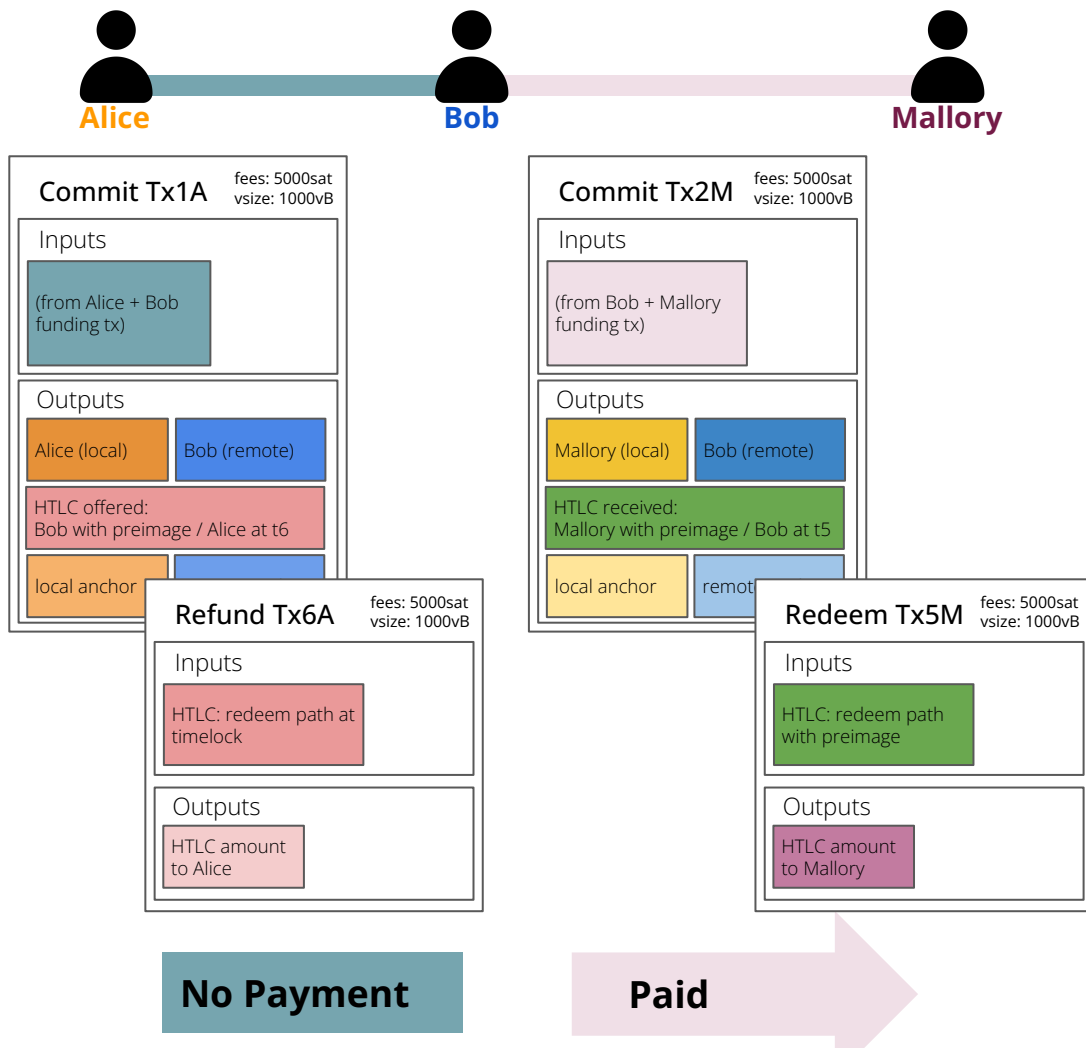 Alice
Bob
Mallory
Commit Tx1A
fees: 5000sat
vsize: 1000vB
Inputs
(from Alice + Bob
funding tx)
Outputs
Alice (local)
Bob (remote)
HTLC offered:
Bob with preimage / Alice at t6
local anchor
Refund Tx6A
fees: 5000sat
vsize: 1000vB
Inputs
HTLC: redeem path at
timelock
Outputs
HTLC amount
to Alice
No Payment
Commit Tx2M
fees: 5000sat
vsize: 1000vB
Inputs
(from Bob + Mallory
funding tx)
Outputs
Mallory (local)
Bob (remote)
HTLC received:
Mallory with preimage / Bob at t5
local anchor
remot
Redeem Tx5M
fees: 5000sat
vsize: 1000vB
Inputs
HTLC: redeem path
with preimage
Outputs
HTLC amount
to Mallory
Paid